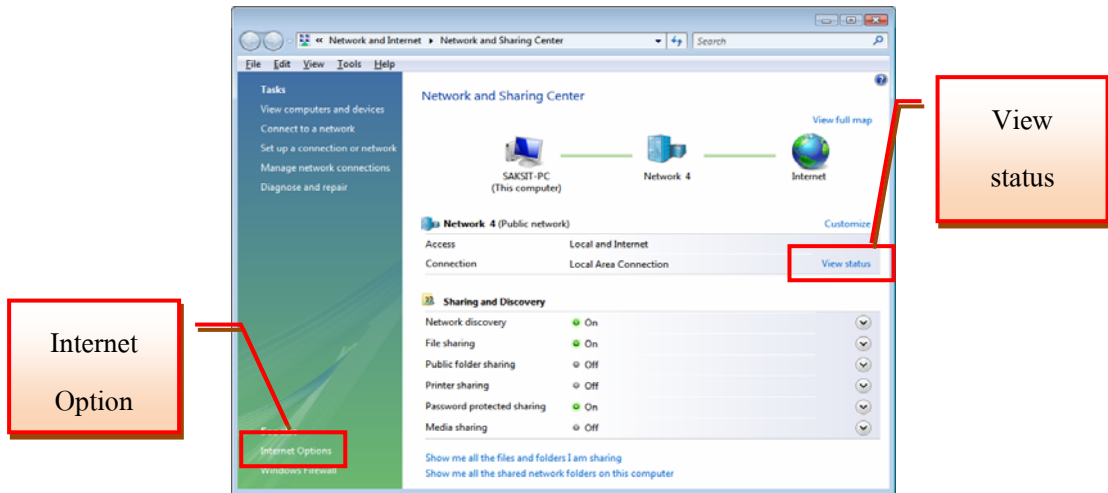 « Network and Internet ▸ Network and Sharing Center
Search
File Edit View Tools Help
Tasks
View computers and devices
Connect to a network
Set up a connection or network
Manage network connections
Diagnose and repair
Internet Options
Windows Firewall
Network and Sharing Center
View full map
SAKSIT-PC
(This computer)
Network 4
Internet
Network 4 (Public network)
Customize
Access Local and Internet
Connection Local Area Connection View status
Sharing and Discovery
Network discovery On
File sharing On
Public folder sharing Off
Printer sharing Off
Password protected sharing On
Media sharing Off
Show me all the files and folders I am sharing
Show me all the shared network folders on this computer
Internet
Option
View
status